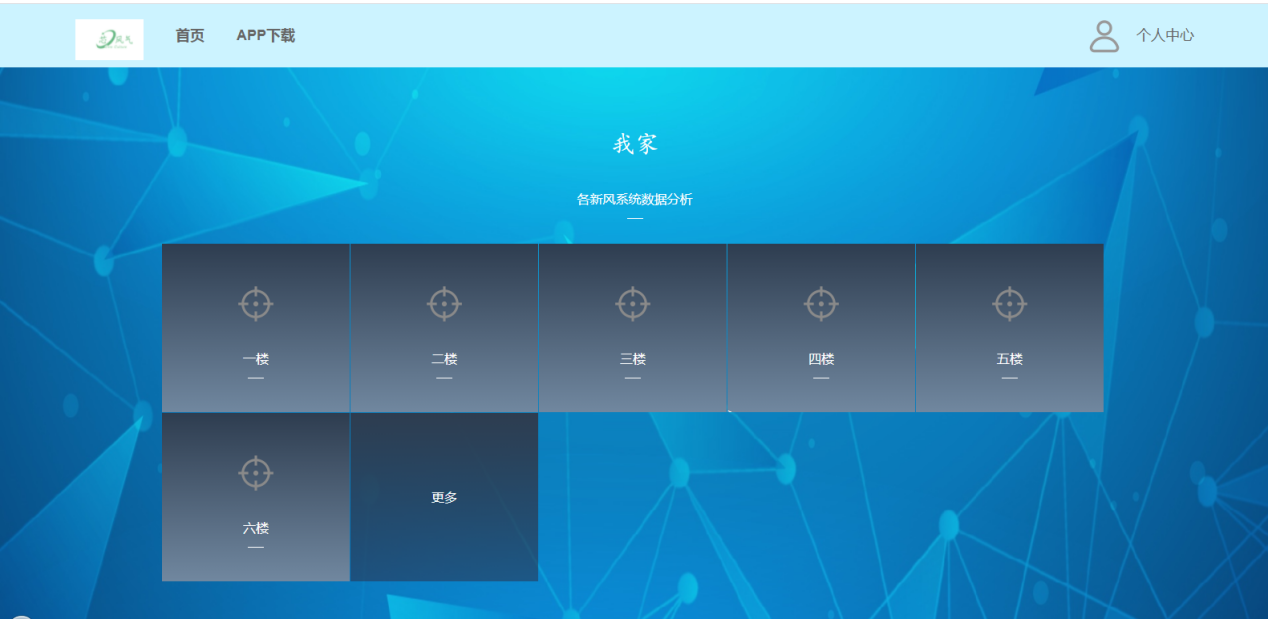 首页 APP下载 个人中心
我家
各新风系统数据分析
一楼 二楼 三楼 四楼 五楼
六楼 更多